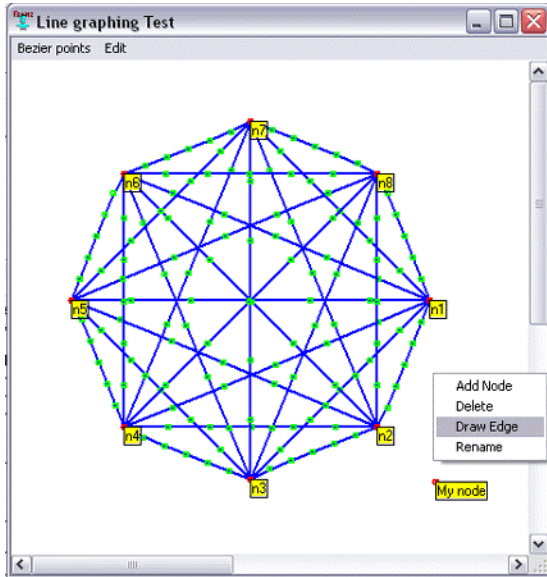 Line graphing Test
Bezier points Edit
n7
n6
n8
n5
n1
Add Node
Delete
Draw Edge
n4
n2
Rename
n3
My node